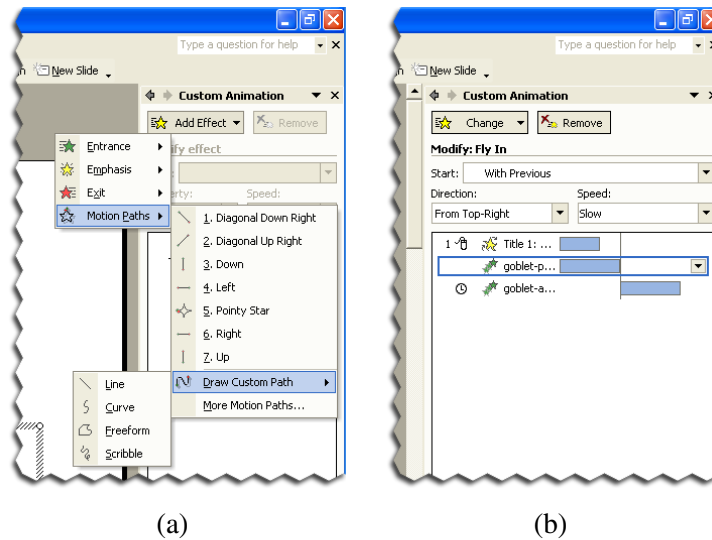 Type a question for help
New Slide
Custom Animation
Add Effect
Remove
ify effect
Entrance
Emphasis
Exit
Motion Paths
erty:
Speed:
1. Diagonal Down Right
2. Diagonal Up Right
3. Down
4. Left
5. Pointy Star
6. Right
7. Up
Draw Custom Path
More Motion Paths...
Line
Curve
Freeform
Scribble
(a)
Type a question for help
New Slide
Custom Animation
Change
Remove
Modify: Fly In
Start: With Previous
Direction: Speed:
From Top-Right Slow
1 Title 1: ...
goblet-p...
goblet-a...
(b)